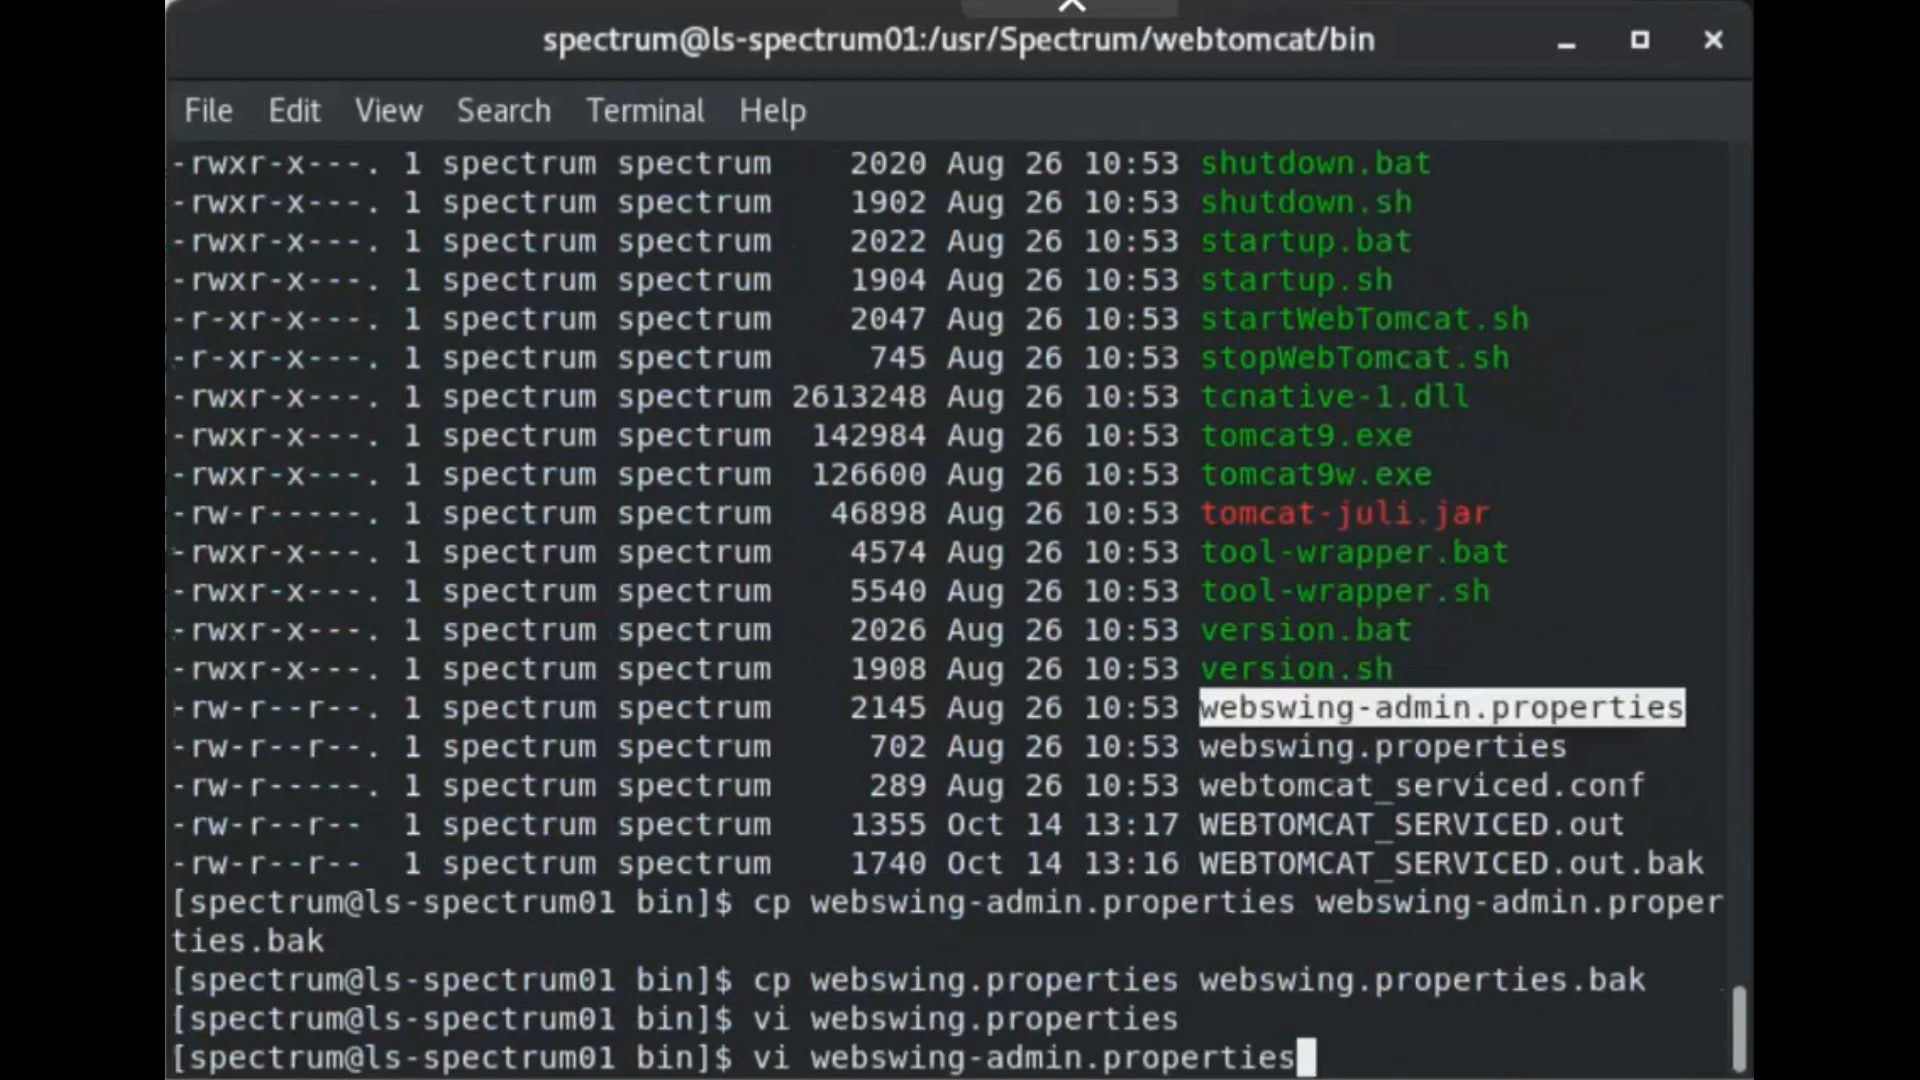 spectrum@ls-spectrum01:/usr/Spectrum/webtomcat/bin
File Edit View Search Terminal Help
-rwxr-x---. 1 spectrum spectrum    2020 Aug 26 10:53 shutdown.bat
-rwxr-x---. 1 spectrum spectrum    1902 Aug 26 10:53 shutdown.sh
-rwxr-x---. 1 spectrum spectrum    2022 Aug 26 10:53 startup.bat
-rwxr-x---. 1 spectrum spectrum    1904 Aug 26 10:53 startup.sh
-r-xr-x---. 1 spectrum spectrum    2047 Aug 26 10:53 startWebTomcat.sh
-r-xr-x---. 1 spectrum spectrum     745 Aug 26 10:53 stopWebTomcat.sh
-rwxr-x---. 1 spectrum spectrum 2613248 Aug 26 10:53 tcnative-1.dll
-rwxr-x---. 1 spectrum spectrum  142984 Aug 26 10:53 tomcat9.exe
-rwxr-x---. 1 spectrum spectrum  126600 Aug 26 10:53 tomcat9w.exe
-rw-r-----. 1 spectrum spectrum   46898 Aug 26 10:53 tomcat-juli.jar
-rwxr-x---. 1 spectrum spectrum    4574 Aug 26 10:53 tool-wrapper.bat
-rwxr-x---. 1 spectrum spectrum    5540 Aug 26 10:53 tool-wrapper.sh
-rwxr-x---. 1 spectrum spectrum    2026 Aug 26 10:53 version.bat
-rwxr-x---. 1 spectrum spectrum    1908 Aug 26 10:53 version.sh
-rw-r--r--. 1 spectrum spectrum    2145 Aug 26 10:53 webswing-admin.properties
-rw-r--r--. 1 spectrum spectrum     702 Aug 26 10:53 webswing.properties
-rw-r-----. 1 spectrum spectrum     289 Aug 26 10:53 webtomcat_serviced.conf
-rw-r--r--  1 spectrum spectrum    1355 Oct 14 13:17 WEBTOMCAT_SERVICED.out
-rw-r--r--  1 spectrum spectrum    1740 Oct 14 13:16 WEBTOMCAT_SERVICED.out.bak
[spectrum@ls-spectrum01 bin]$ cp webswing-admin.properties webswing-admin.proper
ties.bak
[spectrum@ls-spectrum01 bin]$ cp webswing.properties webswing.properties.bak
[spectrum@ls-spectrum01 bin]$ vi webswing.properties
[spectrum@ls-spectrum01 bin]$ vi webswing-admin.properties